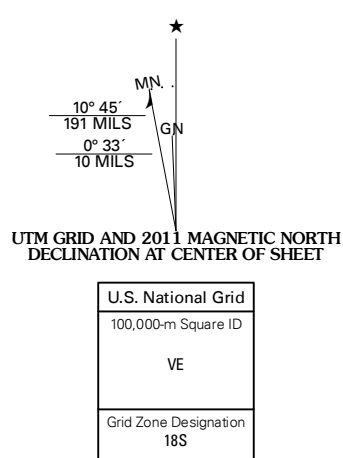 ★
MN
10° 45´
191 MILS
GN
0° 33´
10 MILS
UTM GRID AND 2011 MAGNETIC NORTH
DECLINATION AT CENTER OF SHEET
U.S. National Grid
100,000-m Square ID
VE
Grid Zone Designation
18S